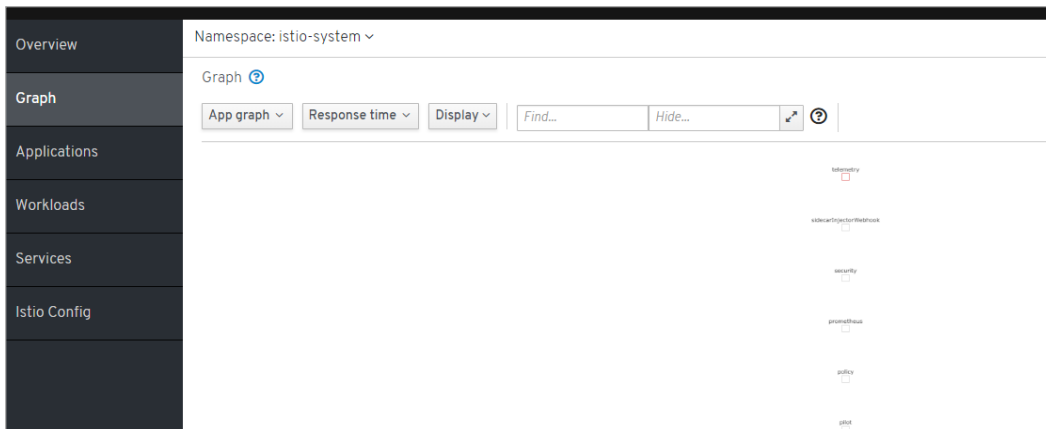 Overview
Graph
Applications
Workloads
Services
Istio Config
Namespace: istio-system
Graph
App graph
Response time
Display
Find...
Hide...
telemetry
sidecarInjectorWebhook
security
prometheus
policy
pilot